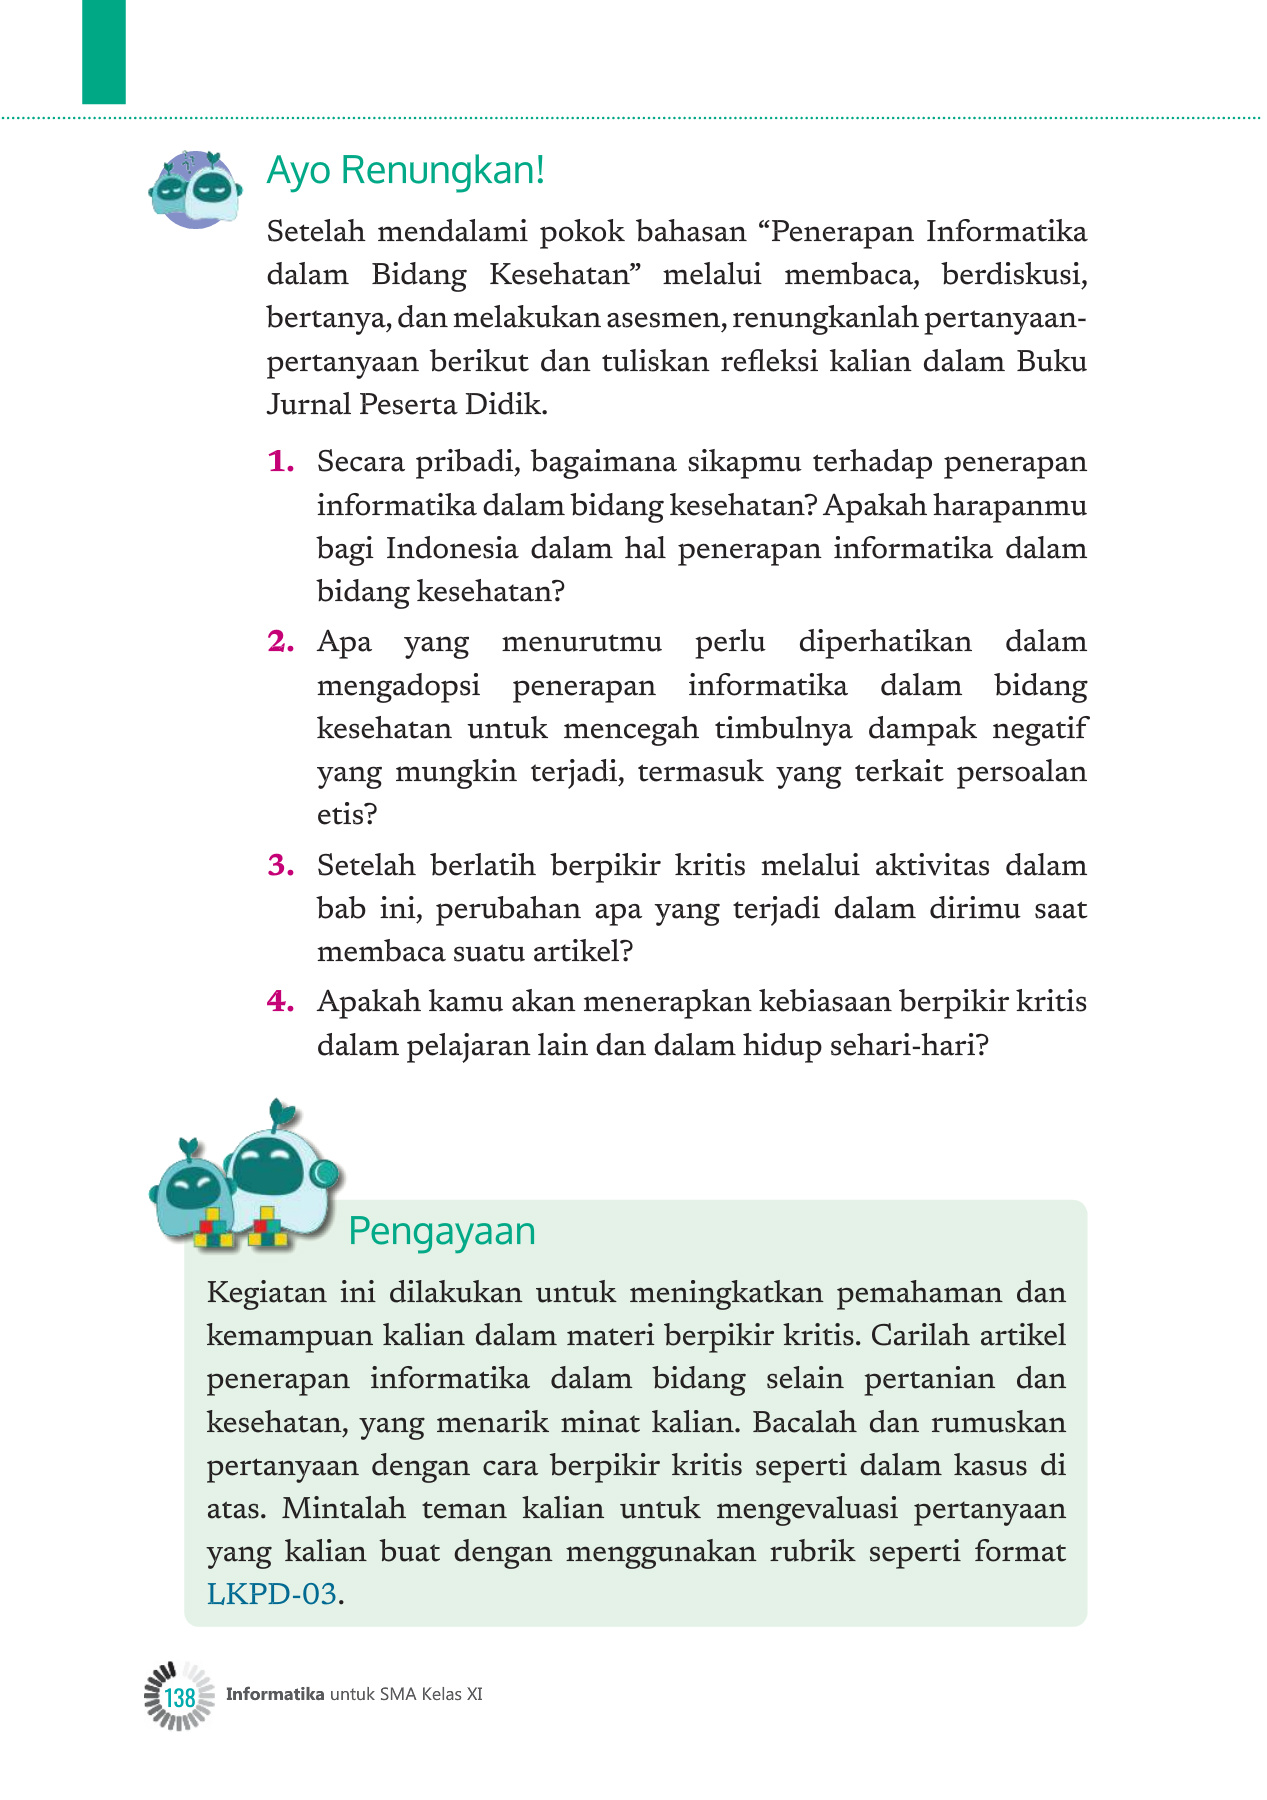 Ayo Renungkan!
Setelah mendalami pokok bahasan “Penerapan Informatika
dalam Bidang Kesehatan” melalui membaca, berdiskusi,
bertanya, dan melakukan asesmen, renungkanlah pertanyaan-
pertanyaan berikut dan tuliskan refleksi kalian dalam Buku
Jurnal Peserta Didik.
1. Secara pribadi, bagaimana sikapmu terhadap penerapan
informatika dalam bidang kesehatan? Apakah harapanmu
bagi Indonesia dalam hal penerapan informatika dalam
bidang kesehatan?
2. Apa yang menurutmu perlu diperhatikan dalam
mengadopsi penerapan informatika dalam bidang
kesehatan untuk mencegah timbulnya dampak negatif
yang mungkin terjadi, termasuk yang terkait persoalan
etis?
3. Setelah berlatih berpikir kritis melalui aktivitas dalam
bab ini, perubahan apa yang terjadi dalam dirimu saat
membaca suatu artikel?
4. Apakah kamu akan menerapkan kebiasaan berpikir kritis
dalam pelajaran lain dan dalam hidup sehari-hari?
Pengayaan
Kegiatan ini dilakukan untuk meningkatkan pemahaman dan
kemampuan kalian dalam materi berpikir kritis. Carilah artikel
penerapan informatika dalam bidang selain pertanian dan
kesehatan, yang menarik minat kalian. Bacalah dan rumuskan
pertanyaan dengan cara berpikir kritis seperti dalam kasus di
atas. Mintalah teman kalian untuk mengevaluasi pertanyaan
yang kalian buat dengan menggunakan rubrik seperti format
LKPD-03.
138 Informatika untuk SMA Kelas XI